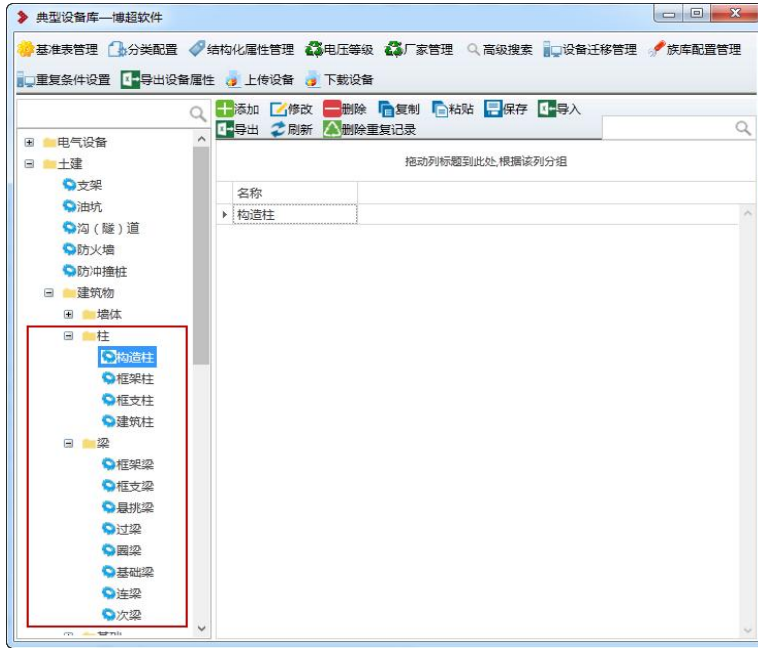 典型设备库—博超软件
基准表管理 分类配置 结构化属性管理 电压等级 厂家管理 高级搜索 设备迁移管理 族库配置管理
重复条件设置 导出设备属性 上传设备 下载设备
添加 修改 删除 复制 粘贴 保存 导入
导出 刷新 删除重复记录
拖动列标题到此处,根据该列分组
名称
构造柱
电气设备
土建
支架
油坑
沟（隧）道
防火墙
防冲撞桩
建筑物
墙体
柱
构造柱
框架柱
框支柱
建筑柱
梁
框架梁
框支梁
悬挑梁
过梁
圈梁
基础梁
连梁
次梁
基础